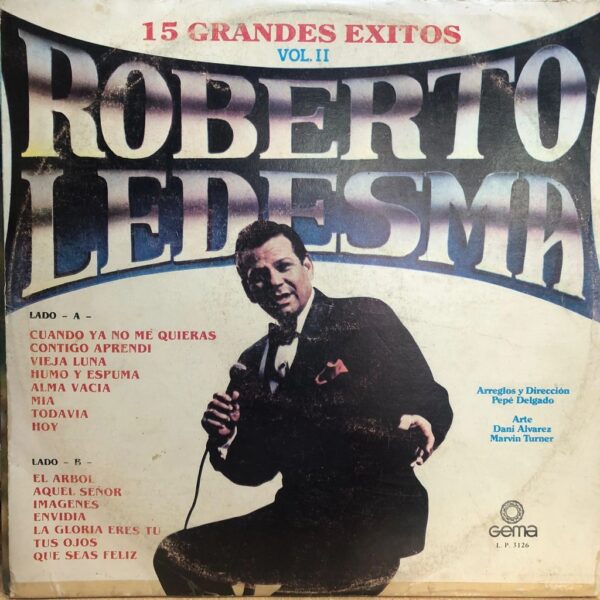 15 GRANDES EXITOS
VOL. II
ROBERTO
LEDESMA
LADO - A -
CUANDO YA NO ME QUIERAS
CONTIGO APRENDI
VIEJA LUNA
HUMO Y ESPUMA
ALMA VACIA
MIA
TODAVIA
HOY
LADO - B -
EL ARBOL
AQUEL SEÑOR
IMAGENES
ENVIDIA
LA GLORIA ERES TU
TUS OJOS
QUE SEAS FELIZ
Arreglos y Dirección
Pepé Delgado
Arte
Dani Alvarez
Marvin Turner
Gema
L. P. 3126